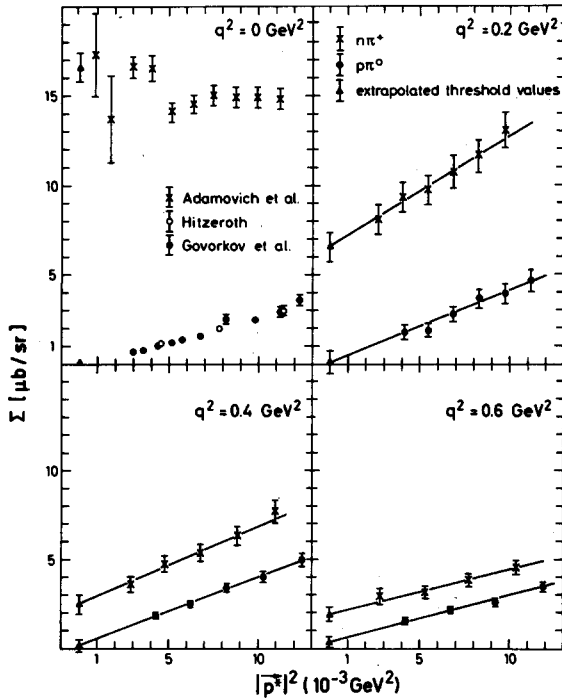 q² = 0 GeV²
q² = 0.2 GeV²
× nπ⁺
● pπ⁰
▲ extrapolated threshold values
× Adamovich et al.
○ Hitzeroth
● Govorkov et al.
15
10
5
1
Σ [μb/sr]
q² = 0.4 GeV²
q² = 0.6 GeV²
10
5
1
1 5 10 1 5 10
|p*|² (10⁻³ GeV²)